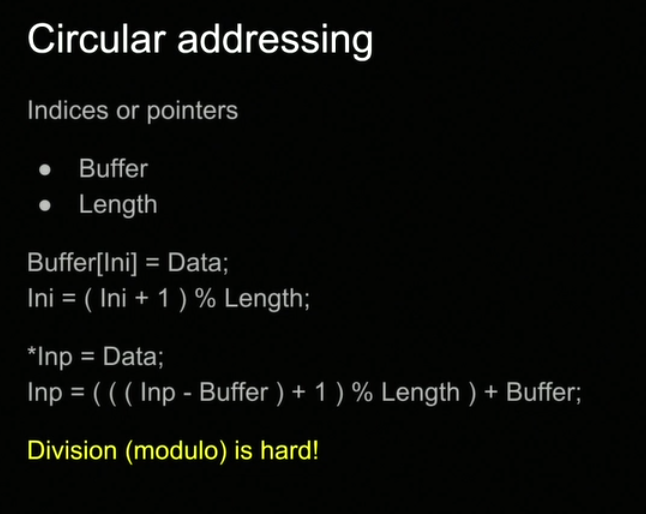 Circular addressing
Indices or pointers
● Buffer
● Length
Buffer[Ini] = Data;
Ini = ( Ini + 1 ) % Length;
*Inp = Data;
Inp = ( ( ( Inp - Buffer ) + 1 ) % Length ) + Buffer;
Division (modulo) is hard!